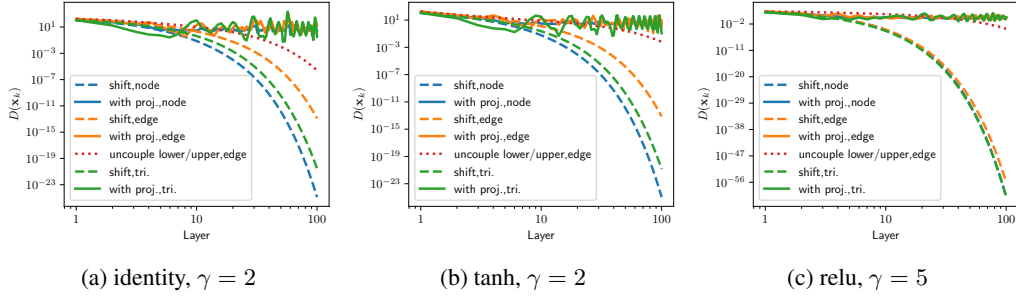 10^1
10^-3
10^-7
10^-11
10^-15
10^-19
10^-23
D(x_k)
shift,node
with proj.,node
shift,edge
with proj.,edge
uncouple lower/upper,edge
shift,tri.
with proj.,tri.
1
10
100
Layer
(a) identity, γ = 2
10^1
10^-3
10^-7
10^-11
10^-15
10^-19
10^-23
D(x_k)
shift,node
with proj.,node
shift,edge
with proj.,edge
uncouple lower/upper,edge
shift,tri.
with proj.,tri.
1
10
100
Layer
(b) tanh, γ = 2
10^-2
10^-11
10^-20
10^-29
10^-38
10^-47
10^-56
D(x_k)
shift,node
with proj.,node
shift,edge
with proj.,edge
uncouple lower/upper,edge
shift,tri.
with proj.,tri.
1
10
100
Layer
(c) relu, γ = 5